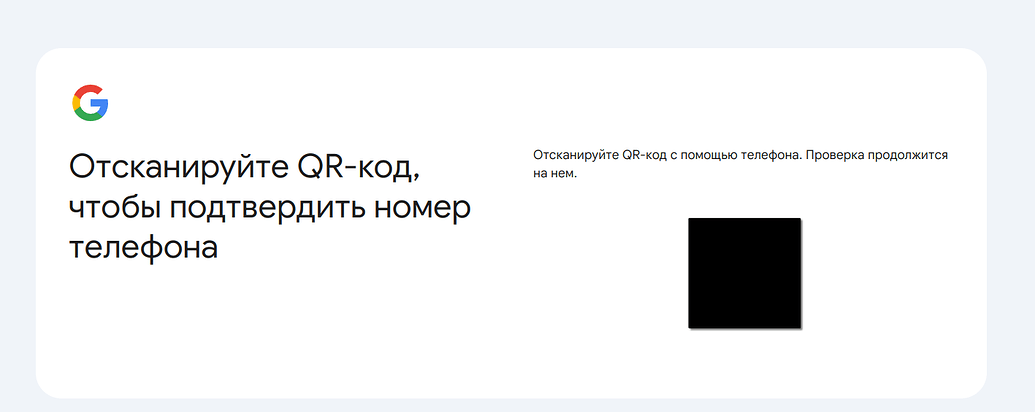 Отсканируйте QR-код,
чтобы подтвердить номер
телефона
Отсканируйте QR-код с помощью телефона. Проверка продолжится
на нем.